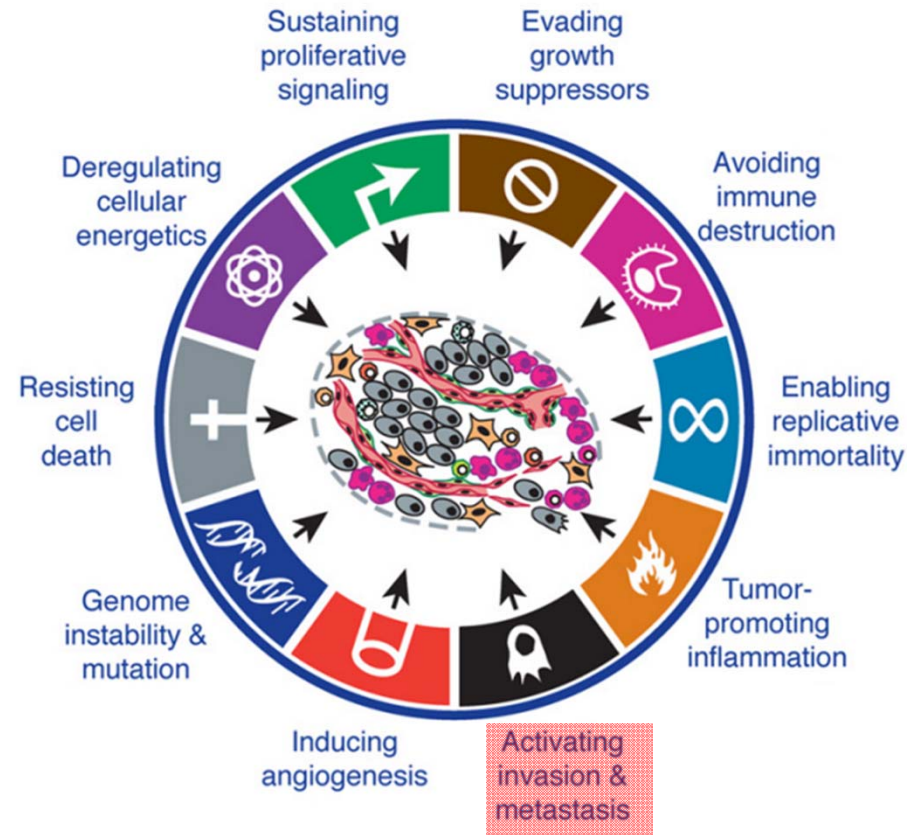 Sustaining
proliferative
signaling
Evading
growth
suppressors
Deregulating
cellular
energetics
Avoiding
immune
destruction
Resisting
cell
death
Enabling
replicative
immortality
Genome
instability &
mutation
Tumor-
promoting
inflammation
Inducing
angiogenesis
Activating
invasion &
metastasis